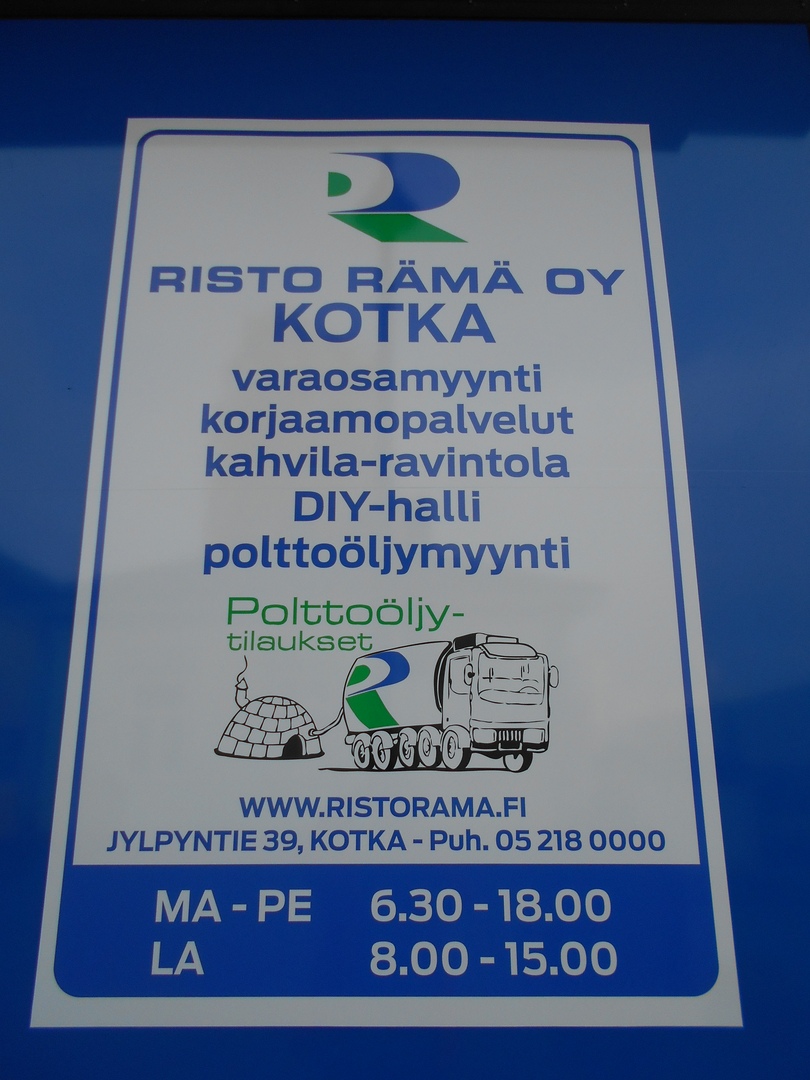 RISTO RÄMÄ OY
KOTKA
varaosamyynti
korjaamopalvelut
kahvila-ravintola
DIY-halli
polttoöljymyynti
Polttoöljy-
tilaukset
WWW.RISTORAMA.FI
JYLPYNTIE 39, KOTKA - Puh. 05 218 0000
MA - PE 6.30 - 18.00
LA 8.00 - 15.00